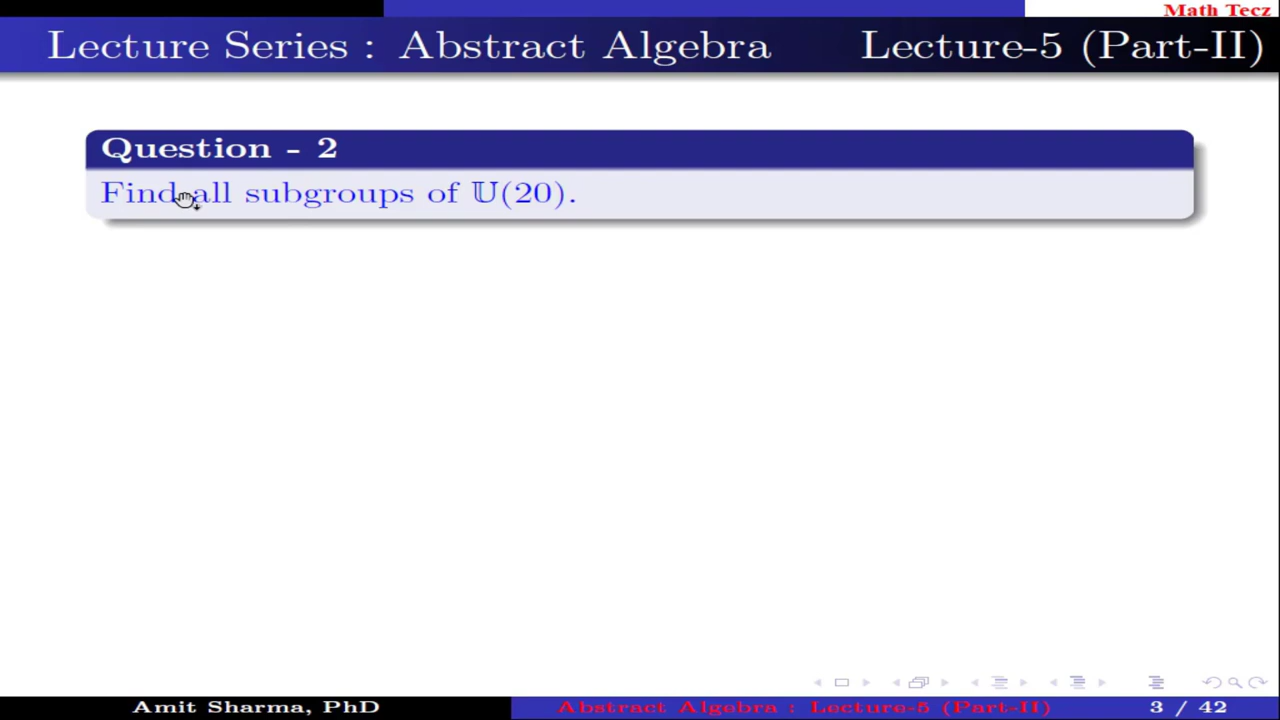 Math Tecz
Lecture Series : Abstract Algebra Lecture-5 (Part-II)
Question - 2
Find all subgroups of 𝕌(20).
Amit Sharma, PhD Abstract Algebra : Lecture-5 (Part-II) 3 / 42